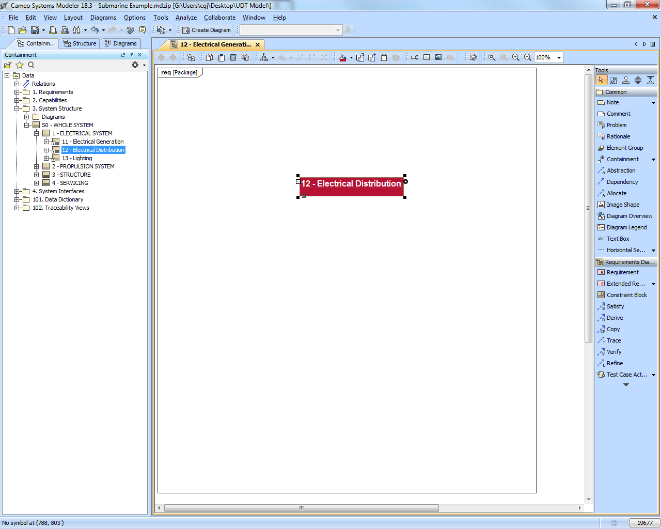 Cameo Systems Modeler 18.3 - Submarine Example.mdzip [G:\Users\cgj\Desktop\UDT Model\]
File Edit View Layout Diagrams Options Tools Analyze Collaborate Window Help
Create Diagram
Containm... Structure Diagrams
12 - Electrical Generati...
Containment
100%
Data
Relations
1. Requirements
2. Capabilities
3. System Structure
Diagrams
S0 - WHOLE SYSTEM
1 - ELECTRICAL SYSTEM
11 - Electrical Generation
12 - Electrical Distribution
13 - Lighting
2 - PROPULSION SYSTEM
3 - STRUCTURE
4 - SERVICING
4. System Interfaces
101. Data Dictionary
102. Traceability Views
req [Package]
12 - Electrical Distribution
Tools
Common
Note
Comment
Problem
Rationale
Element Group
Containment
Abstraction
Dependency
Allocate
Image Shape
Diagram Overview
Diagram Legend
Text Box
Horizontal Se...
Requirements Dia...
Requirement
Extended Re...
Constraint Block
Satisfy
Derive
Copy
Trace
Verify
Refine
Test Case Act...
No symbol at (788, 803)